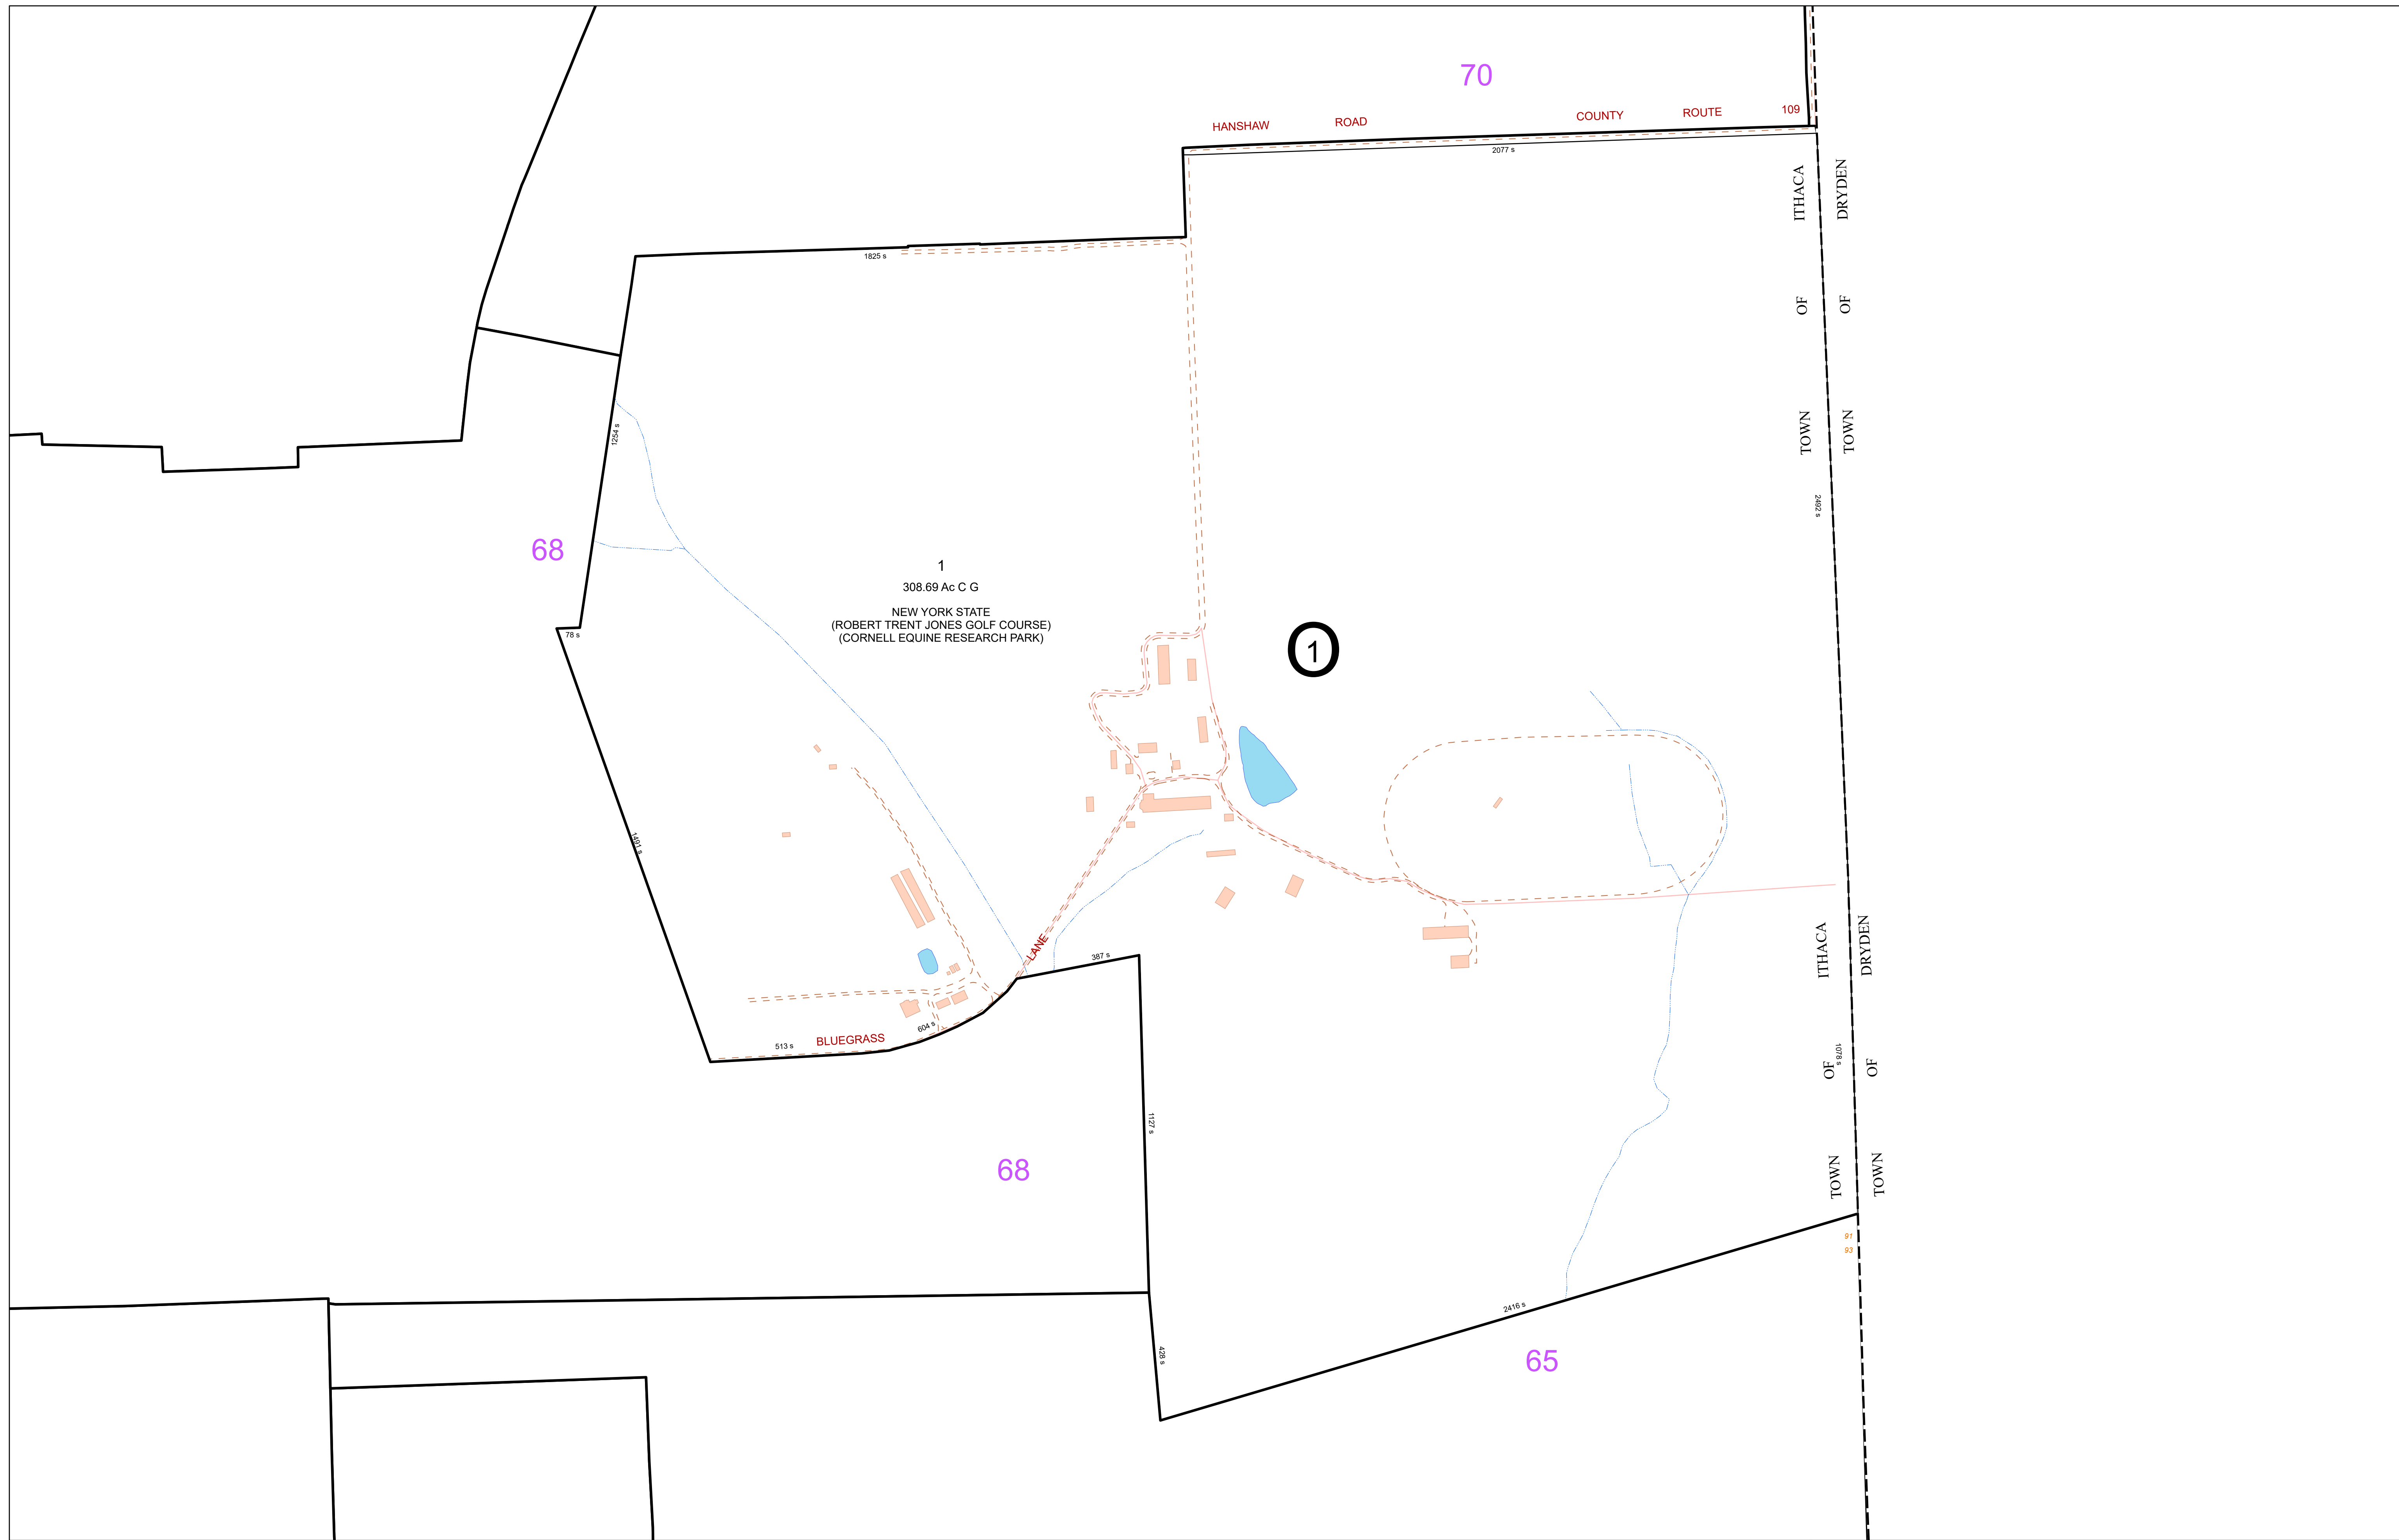 70
HANSHAW ROAD COUNTY ROUTE 109
2077 s
TOWN OF ITHACA
TOWN OF DRYDEN
1825 s
1254 s
2492 s
68
1
308.69 Ac C G
NEW YORK STATE
(ROBERT TRENT JONES GOLF COURSE)
(CORNELL EQUINE RESEARCH PARK)
78 s
1
1491 s
LANE
387 s
TOWN OF ITHACA
TOWN OF DRYDEN
604 s
513 s
BLUEGRASS
1078 s
1127 s
68
91
93
2416 s
428 s
65